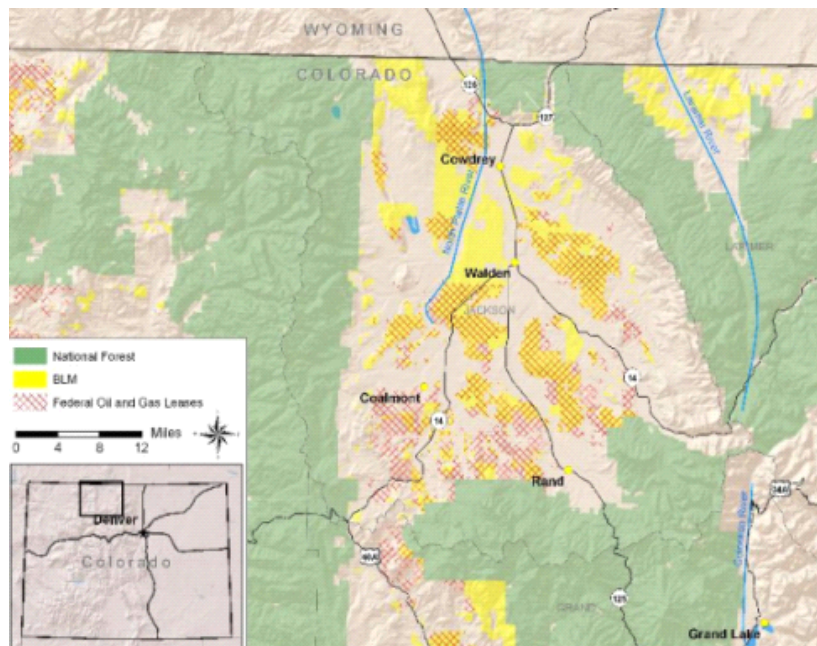 WYOMING
COLORADO
125
127
Laramie River
Cowdrey
North Platte River
LARIMER
Walden
JACKSON
National Forest
BLM
Federal Oil and Gas Leases
Miles
0 4 8 12
14
Coalmont
14
Rand
Denver
Colorado
Colorado River
GRAND
125
Grand Lake